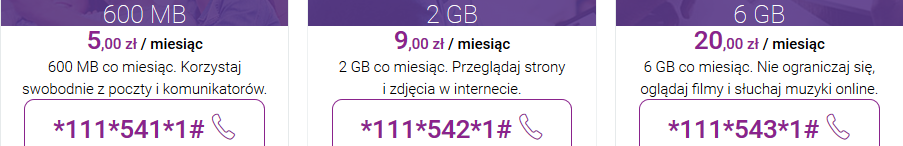 600 MB
5,00 zł / miesiąc
600 MB co miesiąc. Korzystaj
swobodnie z poczty i komunikatorów.
*111*541*1#
2 GB
9,00 zł / miesiąc
2 GB co miesiąc. Przeglądaj strony
i zdjęcia w internecie.
*111*542*1#
6 GB
20,00 zł / miesiąc
6 GB co miesiąc. Nie ograniczaj się,
oglądaj filmy i słuchaj muzyki online.
*111*543*1#